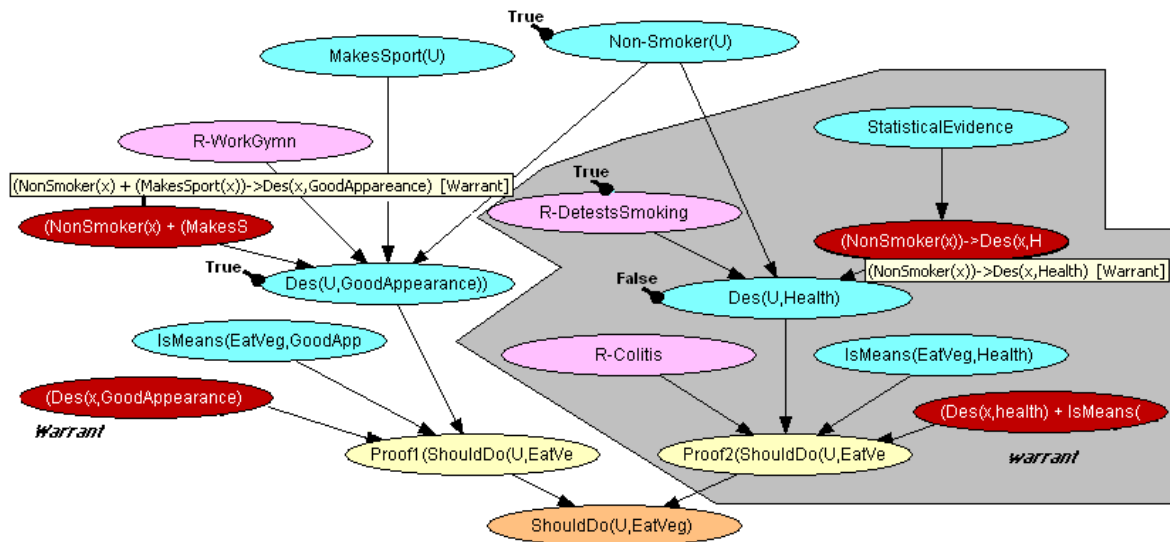 True
Non-Smoker(U)
MakesSport(U)
StatisticalEvidence
R-WorkGymn
True
(NonSmoker(x) + (MakesSport(x))->Des(x,GoodAppareance) [Warrant]
R-DetestsSmoking
(NonSmoker(x) + (MakesS
(NonSmoker(x))->Des(x,H
True
(NonSmoker(x))->Des(x,Health) [Warrant]
False
Des(U,GoodAppearance))
Des(U,Health)
IsMeans(EatVeg,GoodApp
R-Colitis
IsMeans(EatVeg,Health)
(Des(x,GoodAppearance)
(Des(x,health) + IsMeans(
Warrant
Proof1(ShouldDo(U,EatVe
Proof2(ShouldDo(U,EatVe
warrant
ShouldDo(U,EatVeg)